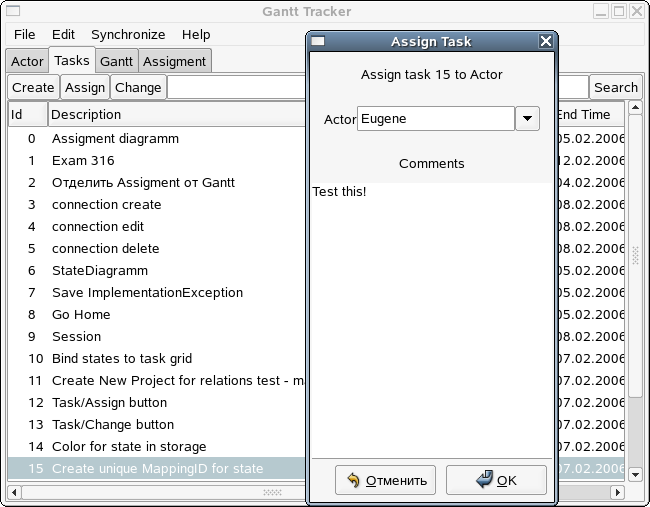 Gantt Tracker
File Edit Synchronize Help
Actor Tasks Gantt Assigment
Create Assign Change Search
Id Description End Time
0 Assigment diagramm 05.02.2006
1 Exam 316 12.02.2006
2 Отделить Assigment от Gantt 04.02.2006
3 connection create 08.02.2006
4 connection edit 08.02.2006
5 connection delete 08.02.2006
6 StateDiagramm 05.02.2006
7 Save ImplementationException 05.02.2006
8 Go Home 05.02.2006
9 Session 08.02.2006
10 Bind states to task grid 07.02.2006
11 Create New Project for relations test - 07.02.2006
12 Task/Assign button 07.02.2006
13 Task/Change button 07.02.2006
14 Color for state in storage 07.02.2006
15 Create unique MappingID for state 07.02.2006
Assign Task
Assign task 15 to Actor
Actor Eugene
Comments
Test this!
Отменить OK